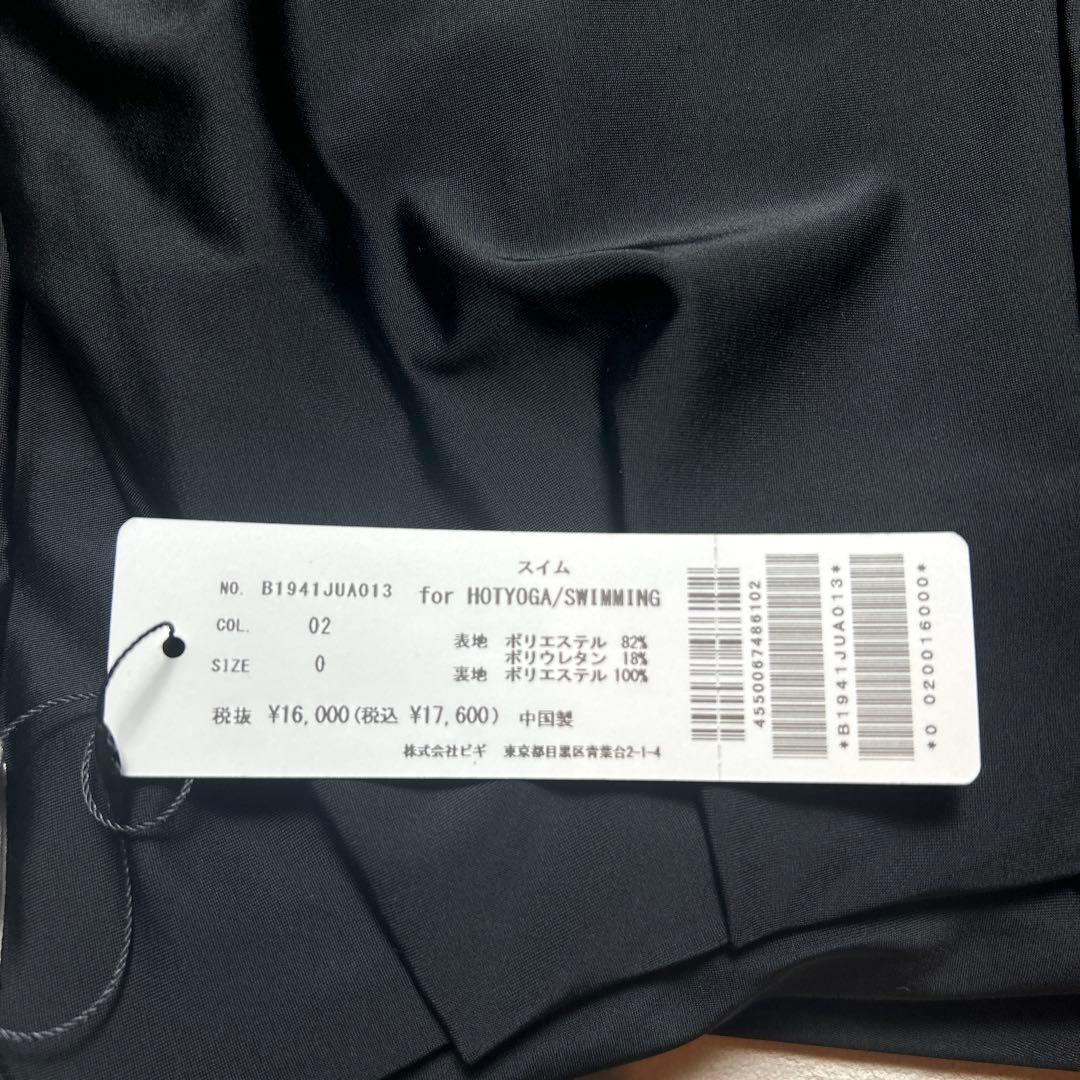 スイム
NO. B1941JUA013 for HOTYOGA/SWIMMING
COL. 02
表地 ポリエステル 82%
ポリウレタン 18%
SIZE 0
裏地 ポリエステル 100%
税抜 ¥16,000(税込 ¥17,600) 中国製
株式会社ビギ 東京都目黒区青葉台2-1-4
4550067486102
*B1941JUA013*
*0 020016000*